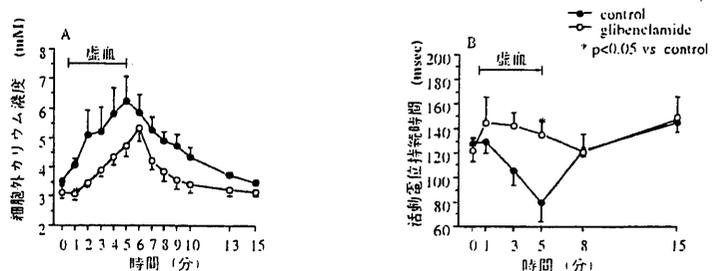 control
glibenclamide
* p<0.05 vs control
A
(mM)
細胞外カリウム濃度
虚血
8
7
6
5
4
3
2
0 1 2 3 4 5 6 7 8 9 10 13 15
時間 (分)
B
(msec)
活動電位持続時間
虚血
*
200
180
160
140
120
100
80
60
0 1 3 5 8 15
時間 (分)